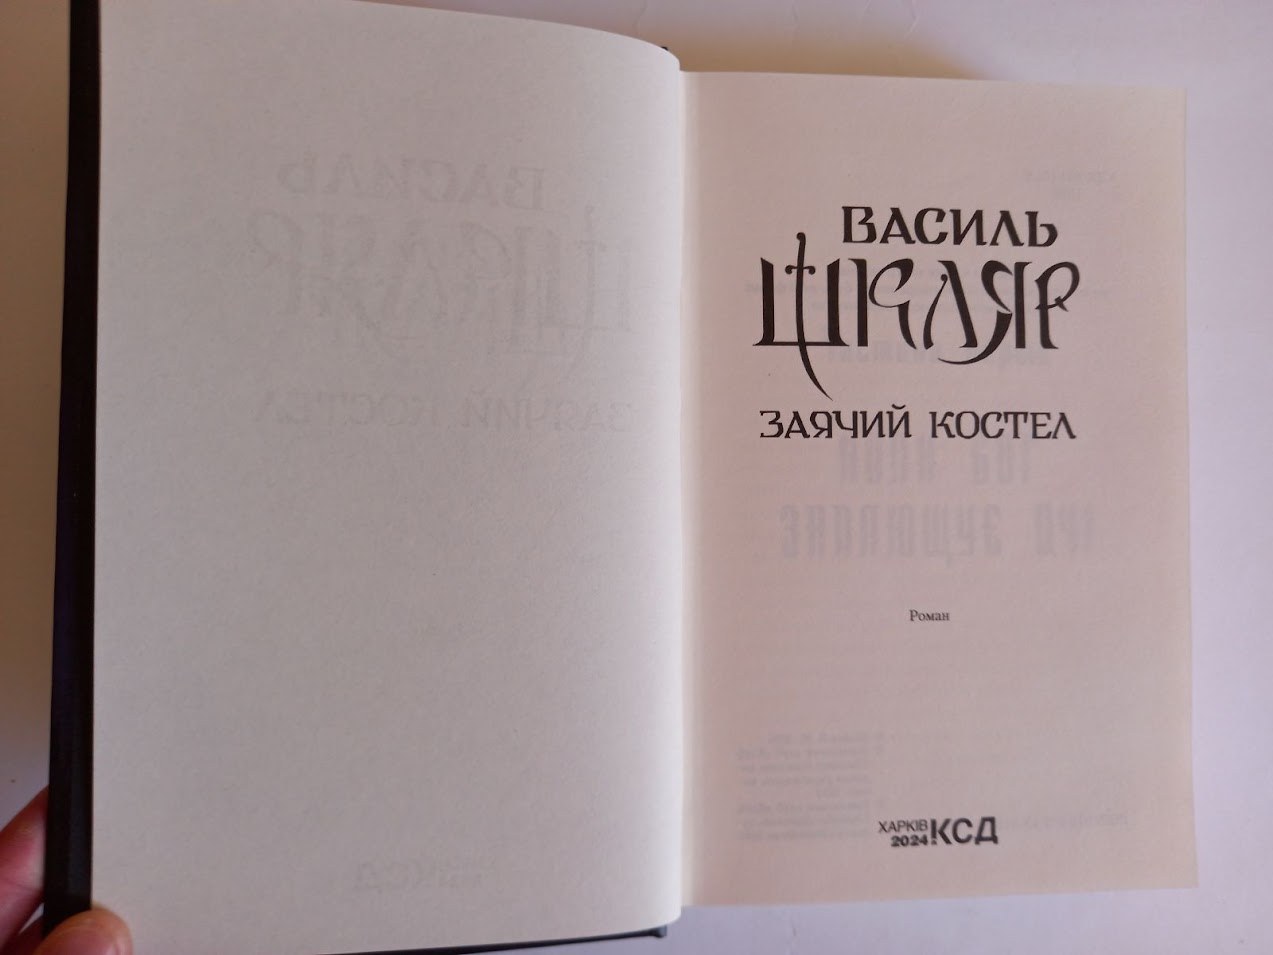 ВАСИЛЬ
ШКЛЯР
ЗАЯЧИЙ КОСТЕЛ
Роман
ХАРКІВ КСД
2024